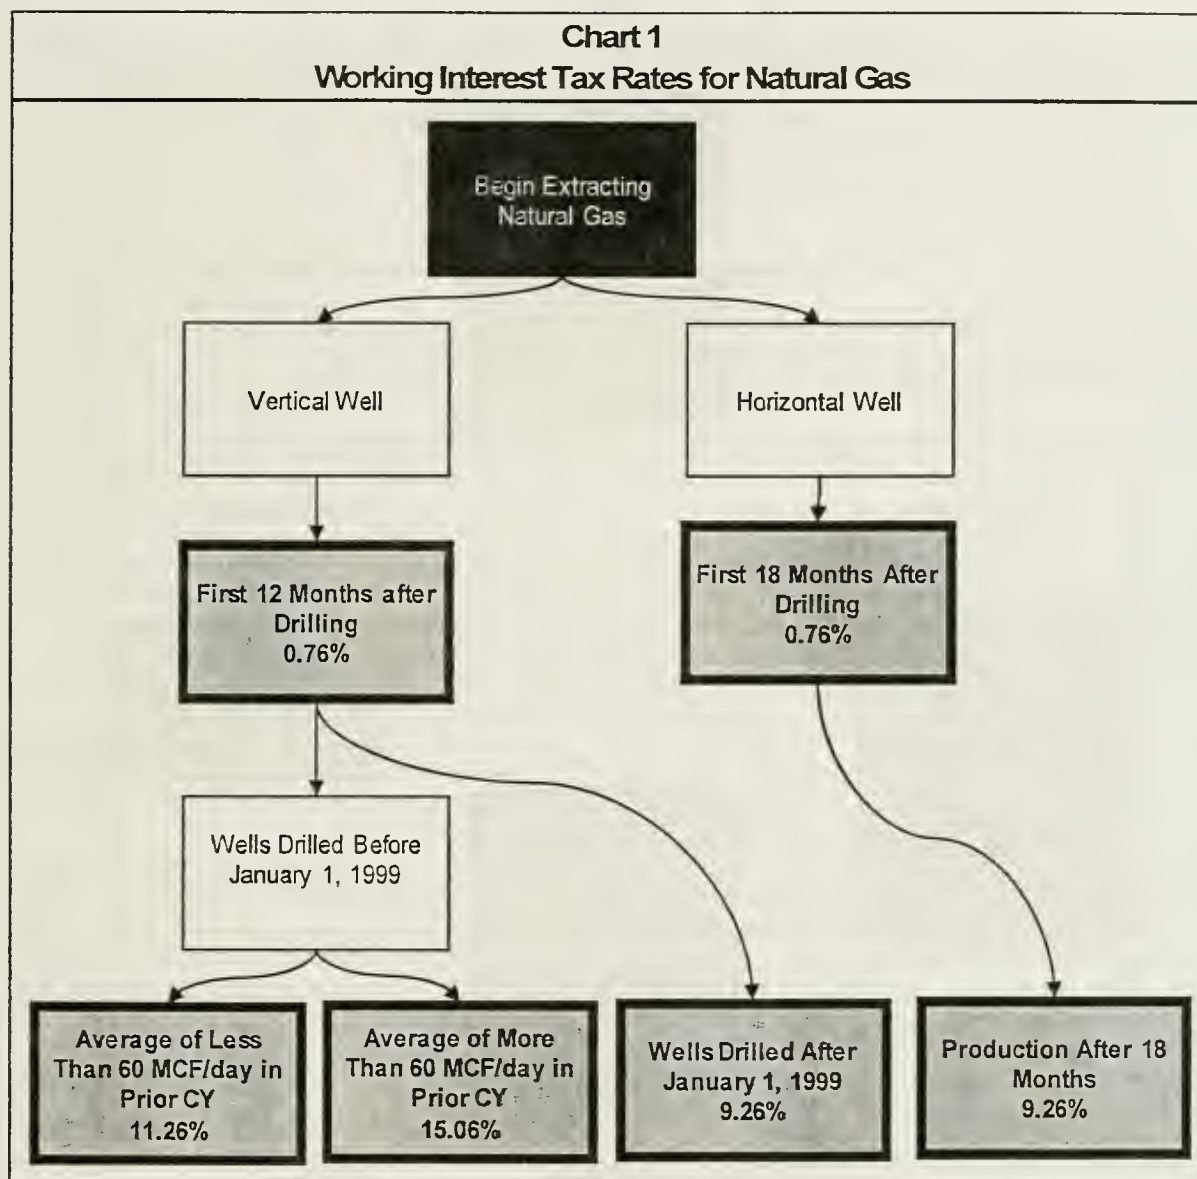 Chart 1
Working Interest Tax Rates for Natural Gas
Begin Extracting
Natural Gas
Vertical Well
Horizontal Well
First 12 Months after
Drilling
0.76%
First 18 Months After
Drilling
0.76%
Wells Drilled Before
January 1, 1999
Average of Less
Than 60 MCF/day in
Prior CY
11.26%
Average of More
Than 60 MCF/day in
Prior CY
15.06%
Wells Drilled After
January 1, 1999
9.26%
Production After 18
Months
9.26%